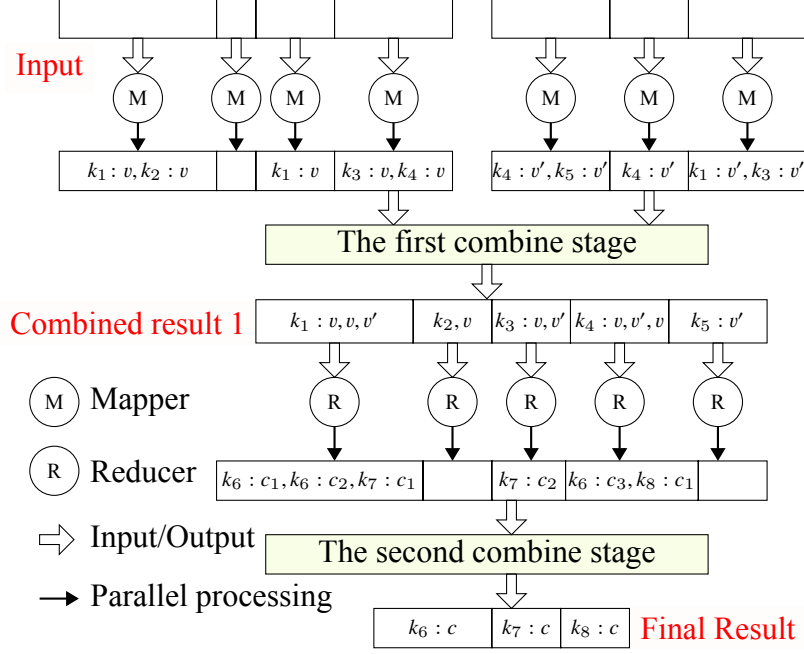 Input
M M M M M M M
k₁ : v, k₂ : v k₁ : v k₃ : v, k₄ : v k₄ : v′, k₅ : v′ k₄ : v′ k₁ : v′, k₃ : v′
The first combine stage
Combined result 1 k₁ : v, v, v′ k₂, v k₃ : v, v′ k₄ : v, v′, v k₅ : v′
M Mapper R R R R R
R Reducer k₆ : c₁, k₆ : c₂, k₇ : c₁ k₇ : c₂ k₆ : c₃, k₈ : c₁
Input/Output The second combine stage
Parallel processing
k₆ : c k₇ : c k₈ : c Final Result